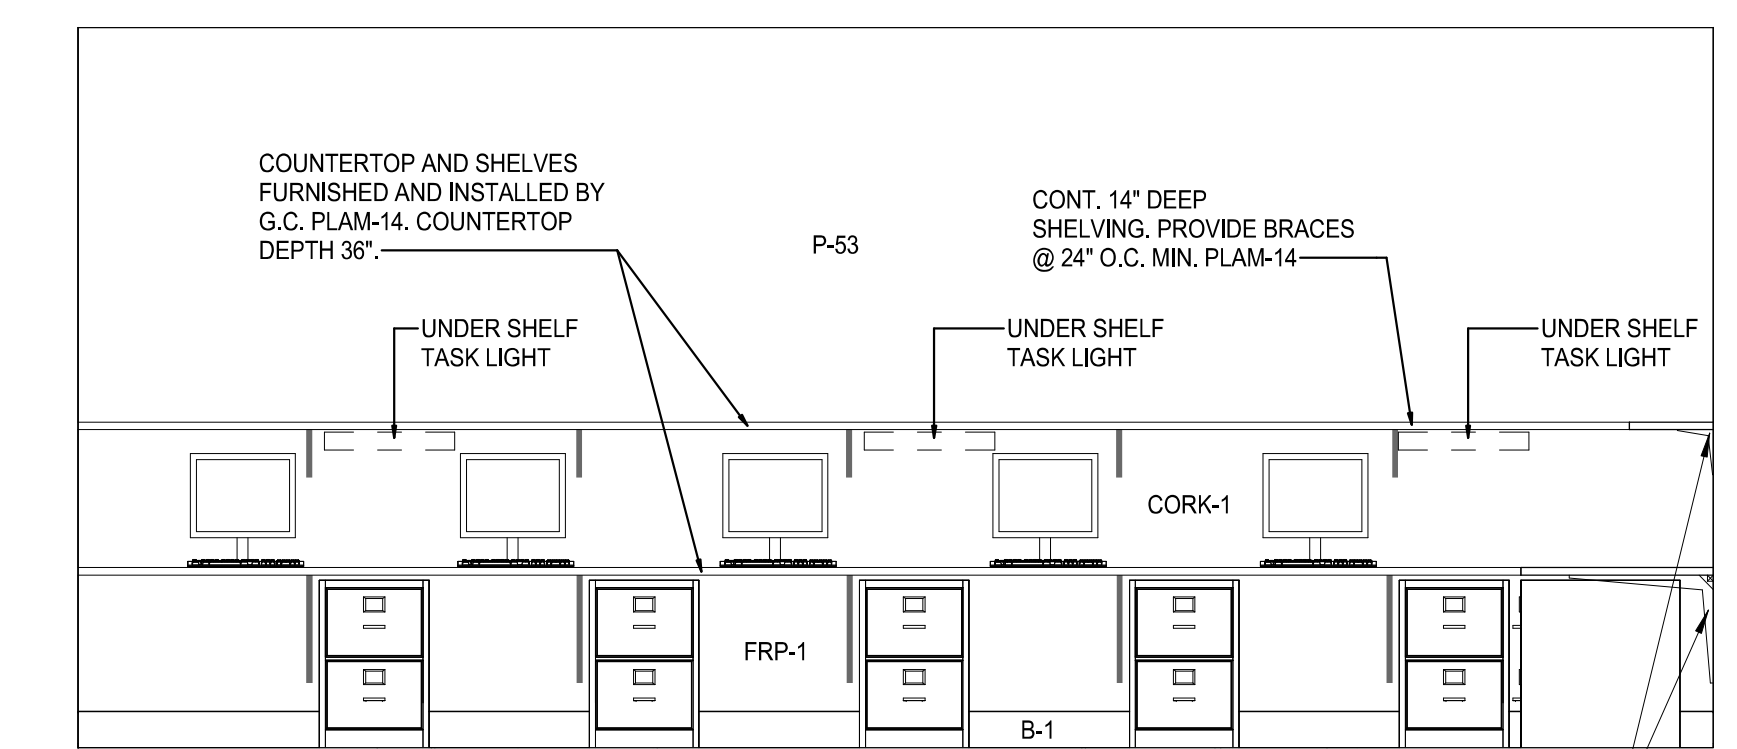 COUNTERTOP AND SHELVES
FURNISHED AND INSTALLED BY
G.C. PLAM-14. COUNTERTOP
DEPTH 36".
P-53
CONT. 14" DEEP
SHELVING. PROVIDE BRACES
@ 24" O.C. MIN. PLAM-14
UNDER SHELF
TASK LIGHT
UNDER SHELF
TASK LIGHT
UNDER SHELF
TASK LIGHT
CORK-1
FRP-1
B-1